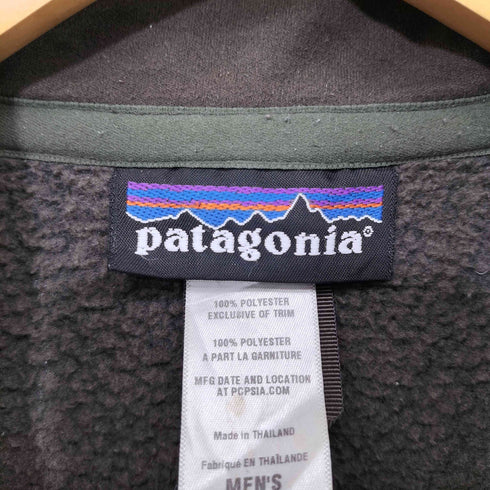 patagonia®
100% POLYESTER
EXCLUSIVE OF TRIM
100% POLYESTER
A PART LA GARNITURE
MFG DATE AND LOCATION
AT PCPSIA.COM
Made in THAILAND
Fabriqué EN THAÏLANDE
MEN'S